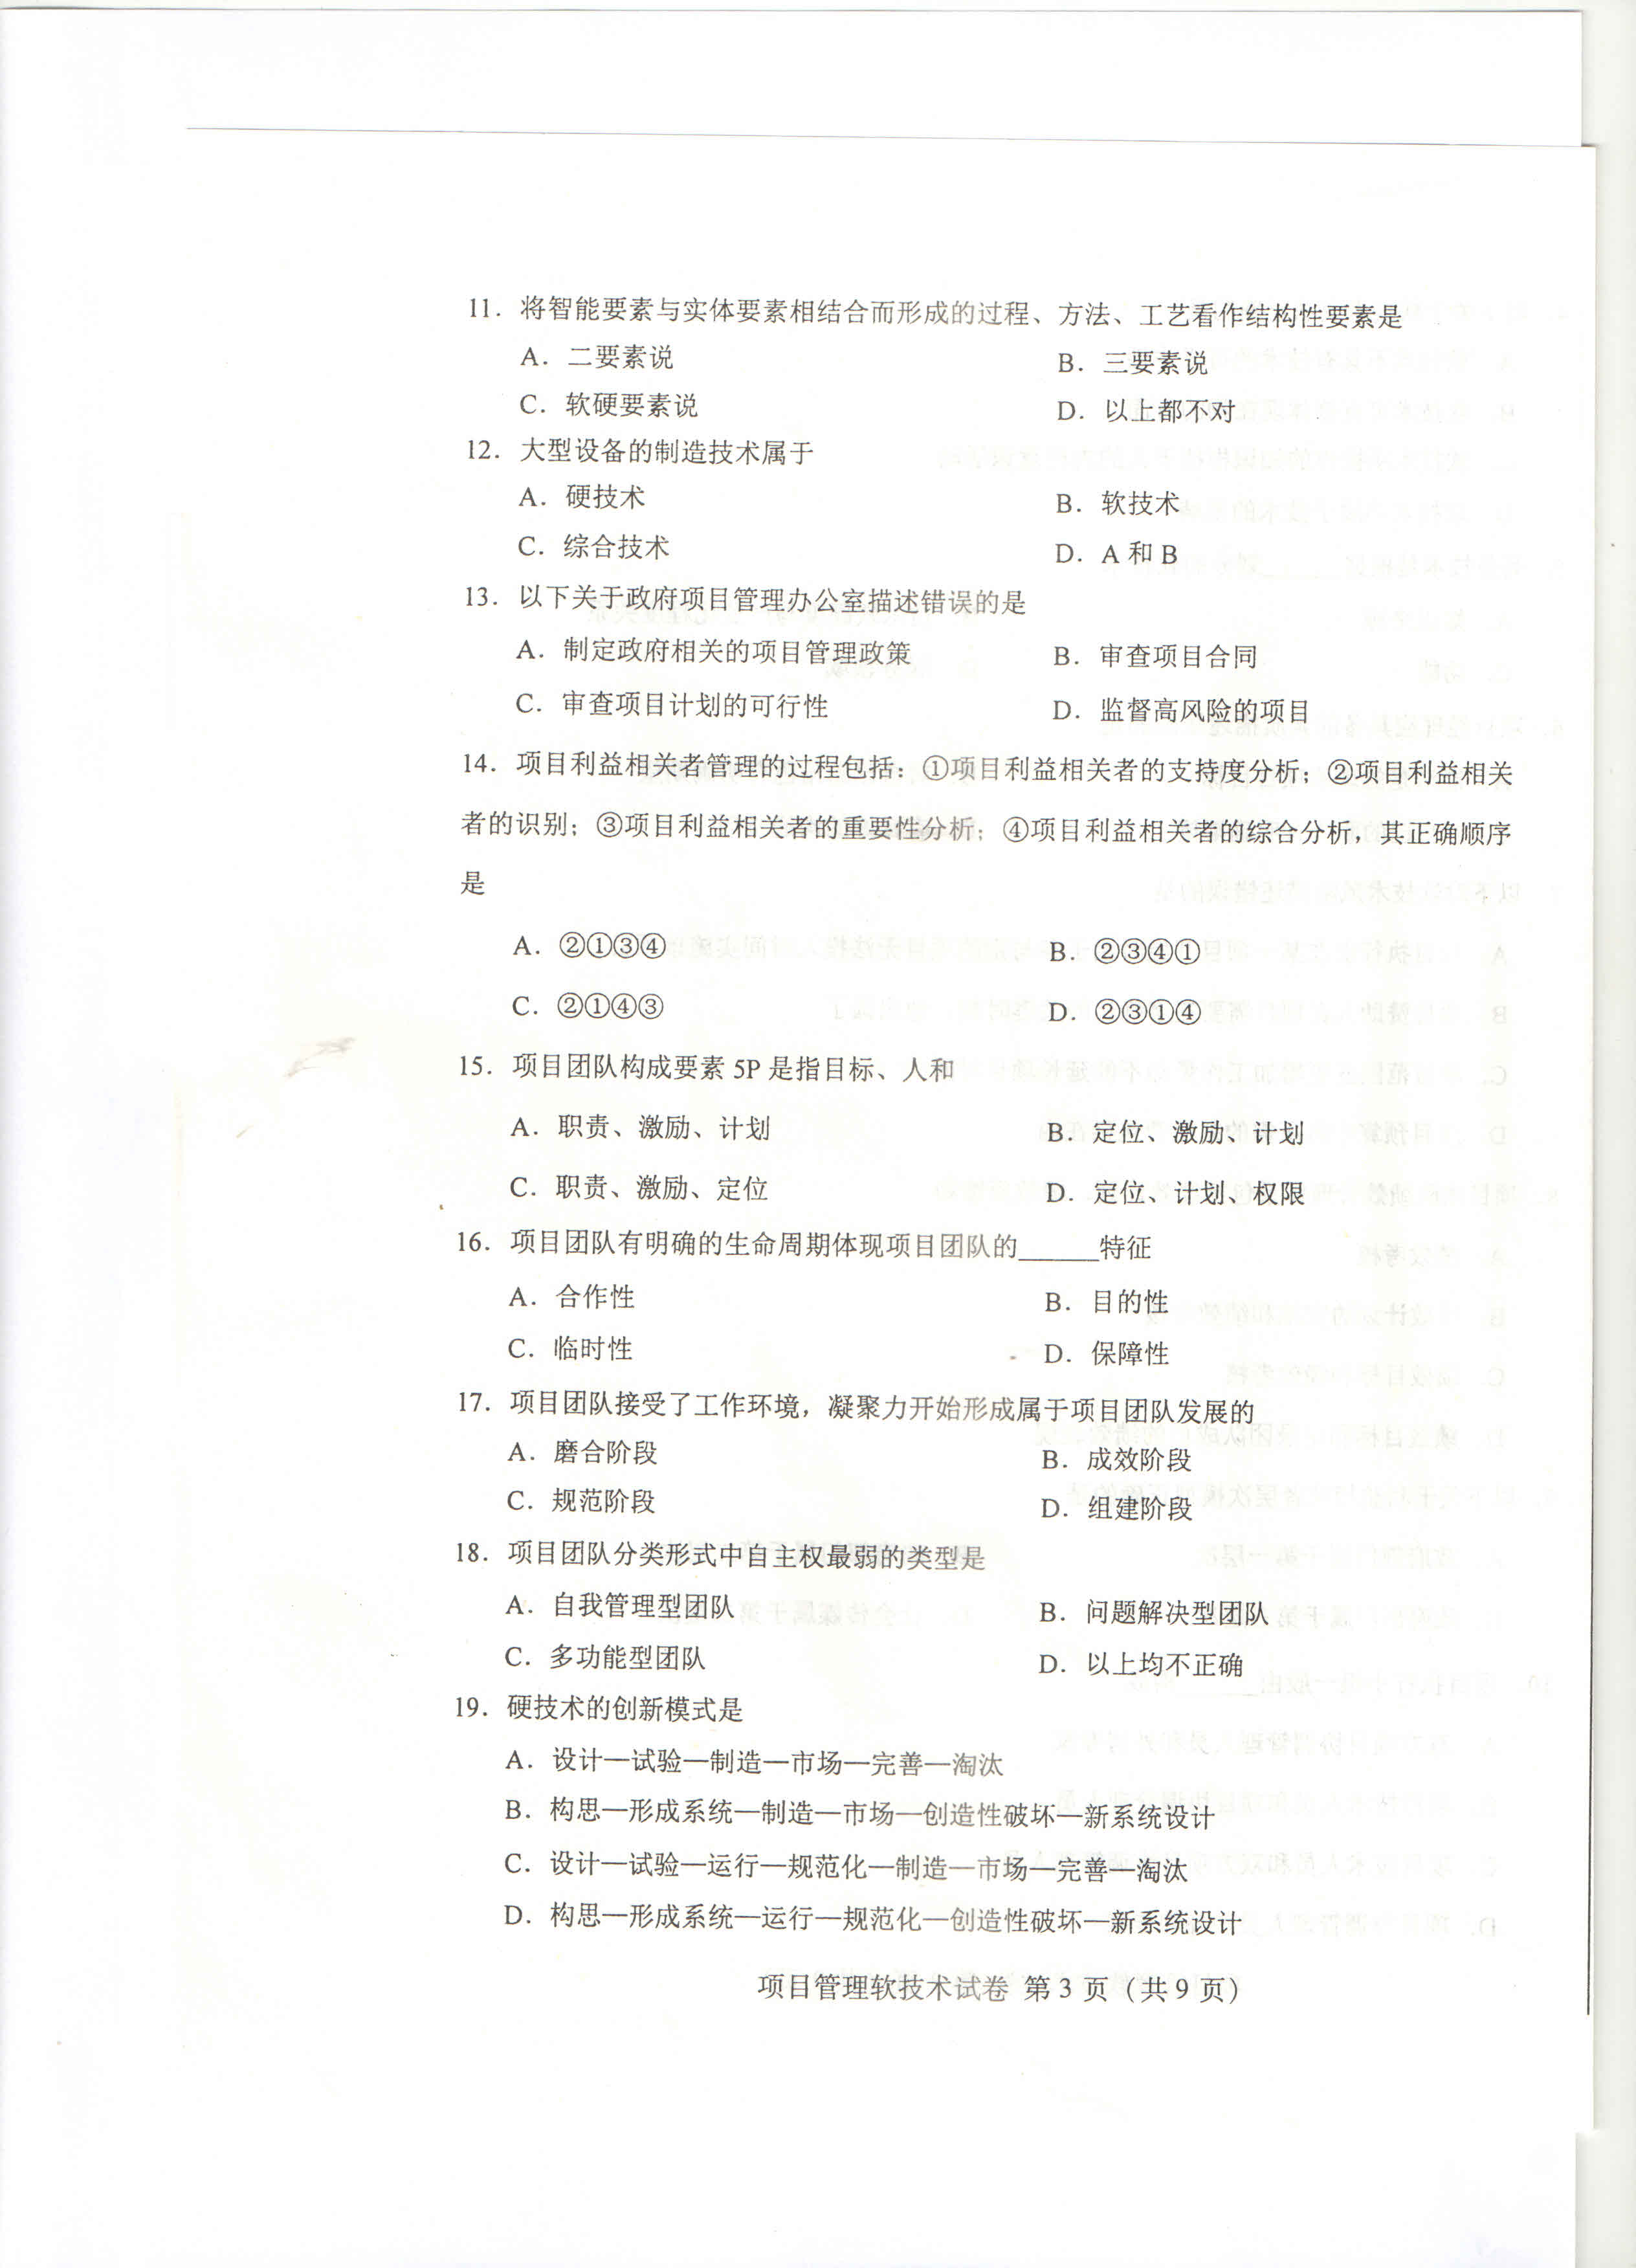 11. 将智能要素与实体要素相结合而形成的过程、方法、工艺看作结构性要素是
A. 二要素说 B. 三要素说
C. 软硬要素说 D. 以上都不对
12. 大型设备的制造技术属于
A. 硬技术 B. 软技术
C. 综合技术 D. A 和 B
13. 以下关于政府项目管理办公室描述错误的是
A. 制定政府相关的项目管理政策 B. 审查项目合同
C. 审查项目计划的可行性 D. 监督高风险的项目
14. 项目利益相关者管理的过程包括：①项目利益相关者的支持度分析；②项目利益相关
者的识别；③项目利益相关者的重要性分析；④项目利益相关者的综合分析，其正确顺序
是
A. ②①③④ B. ②③④①
C. ②①④③ D. ②③①④
15. 项目团队构成要素 5P 是指目标、人和
A. 职责、激励、计划 B. 定位、激励、计划
C. 职责、激励、定位 D. 定位、计划、权限
16. 项目团队有明确的生命周期体现项目团队的______特征
A. 合作性 B. 目的性
C. 临时性 D. 保障性
17. 项目团队接受了工作环境，凝聚力开始形成属于项目团队发展的
A. 磨合阶段 B. 成效阶段
C. 规范阶段 D. 组建阶段
18. 项目团队分类形式中自主权最弱的类型是
A. 自我管理型团队 B. 问题解决型团队
C. 多功能型团队 D. 以上均不正确
19. 硬技术的创新模式是
A. 设计—试验—制造—市场—完善—淘汰
B. 构思—形成系统—制造—市场—创造性破坏—新系统设计
C. 设计—试验—运行—规范化—制造—市场—完善—淘汰
D. 构思—形成系统—运行—规范化—创造性破坏—新系统设计
项目管理软技术试卷 第 3 页（共 9 页）